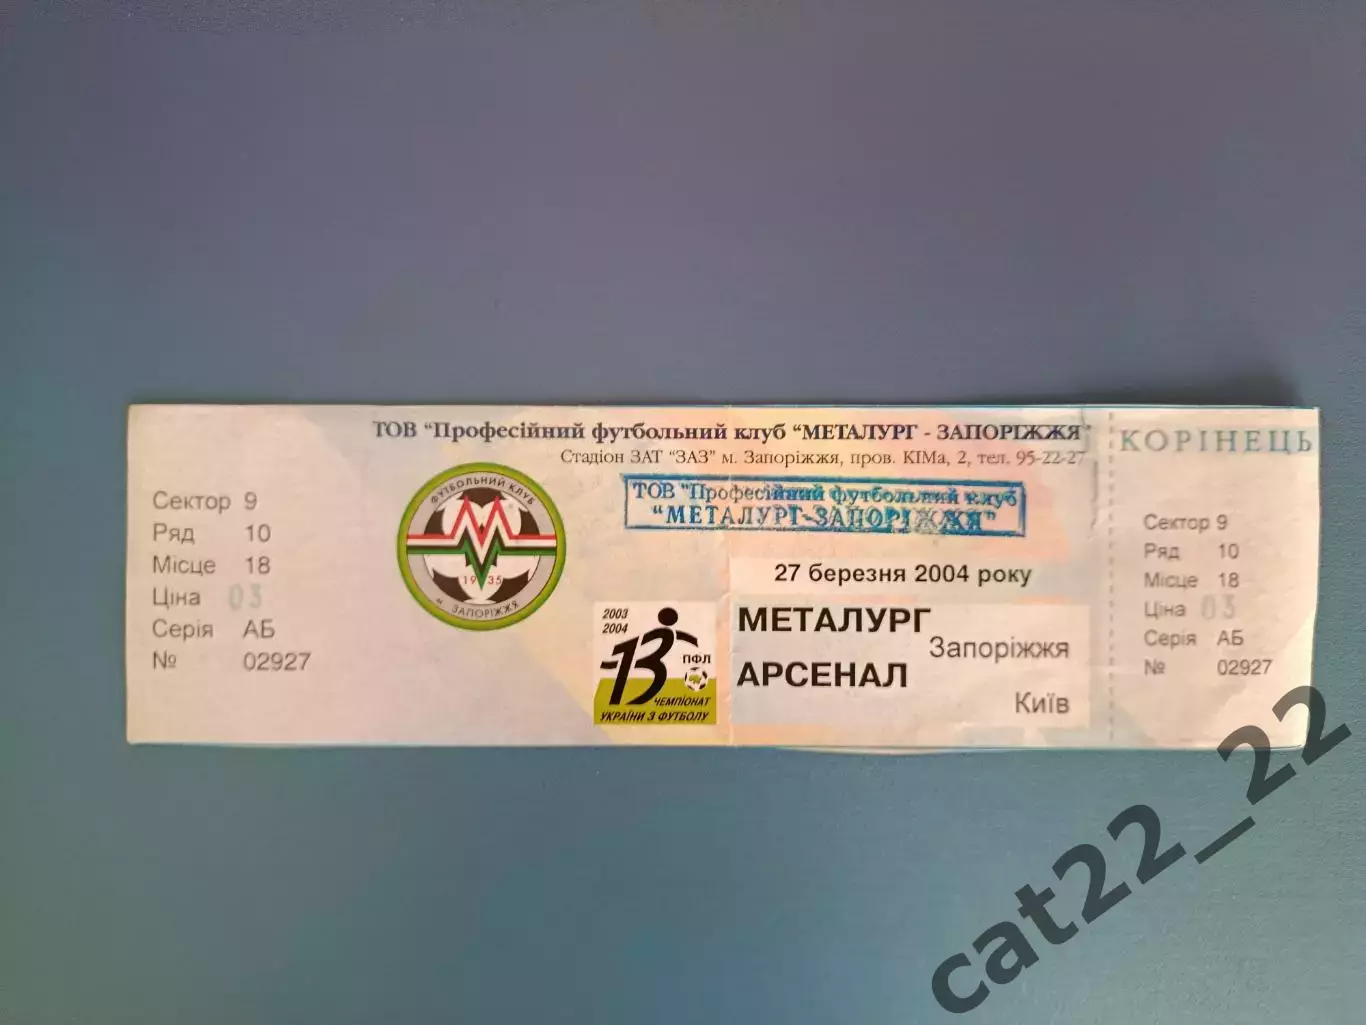 ТОВ "Професійний футбольний клуб "МЕТАЛУРГ - ЗАПОРІЖЖЯ"
Стадіон ЗАТ "ЗАЗ" м. Запоріжжя, пров. КІМа, 2, тел. 95-22-27
Сектор 9
Ряд 10
Місце 18
Ціна 03
Серія АБ
№ 02927
ФУТБОЛЬНИЙ КЛУБ
1935
м ЗАПОРІЖЖЯ
ТОВ "Професійний футбольний клуб
"МЕТАЛУРГ-ЗАПОРІЖЖЯ"
2003
2004
13
ПФЛ
ЧЕМПІОНАТ
УКРАЇНИ З ФУТБОЛУ
27 березня 2004 року
МЕТАЛУРГ
Запоріжжя
АРСЕНАЛ
Київ
КОРІНЕЦЬ
Сектор 9
Ряд 10
Місце 18
Ціна 03
Серія АБ
№ 02927
cat22_22